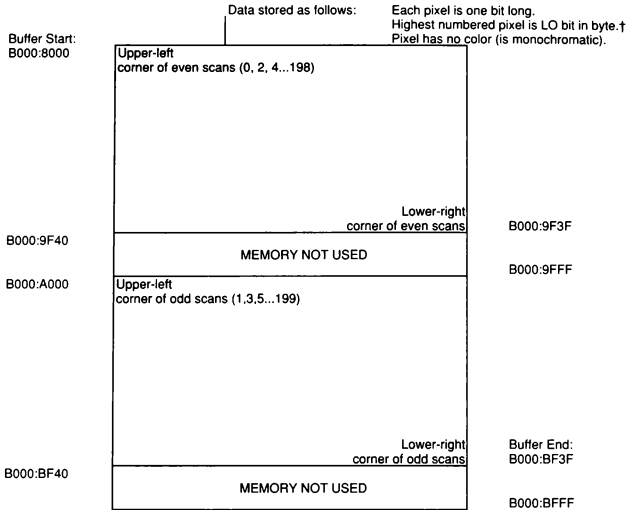 Data stored as follows:
Each pixel is one bit long.
Highest numbered pixel is LO bit in byte.†
Pixel has no color (is monochromatic).
Buffer Start:
B000:8000
Upper-left
corner of even scans (0, 2, 4...198)
Lower-right
corner of even scans
B000:9F3F
B000:9F40
MEMORY NOT USED
B000:9FFF
B000:A000
Upper-left
corner of odd scans (1,3,5...199)
Lower-right
corner of odd scans
Buffer End:
B000:BF3F
B000:BF40
MEMORY NOT USED
B000:BFFF